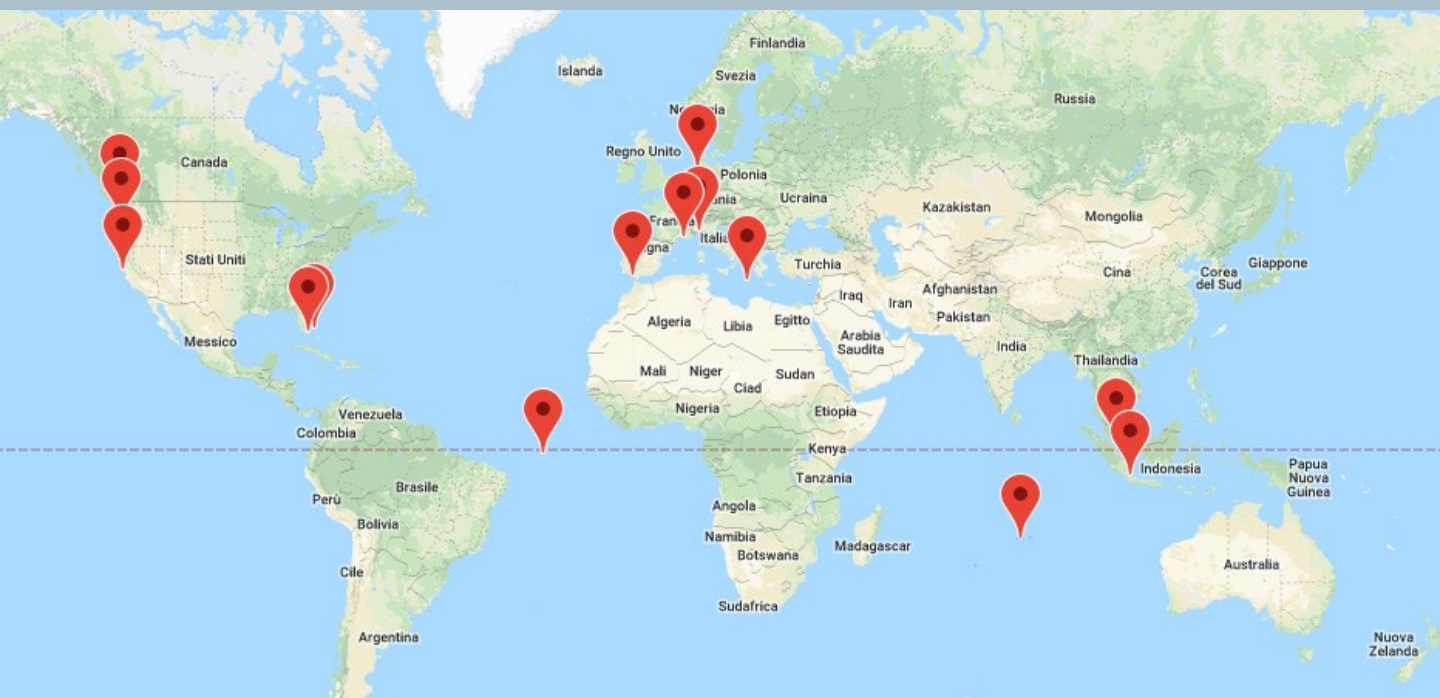 Finlandia
Islanda
Svezia
Russia
Regno Unito
Canada
Polonia
Ucraina
Kazakistan
Mongolia
Italia
Stati Uniti
Turchia
Cina
Corea
del Sud
Giappone
Iraq
Iran
Afghanistan
Pakistan
Algeria
Libia
Egitto
Arabia
Saudita
India
Messico
Thailandia
Mali
Niger
Ciad
Sudan
Nigeria
Etiopia
Venezuela
Colombia
Kenya
Indonesia
Papua
Nuova
Guinea
Tanzania
Brasile
Perù
Angola
Bolivia
Namibia
Botswana
Madagascar
Australia
Cile
Sudafrica
Argentina
Nuova
Zelanda